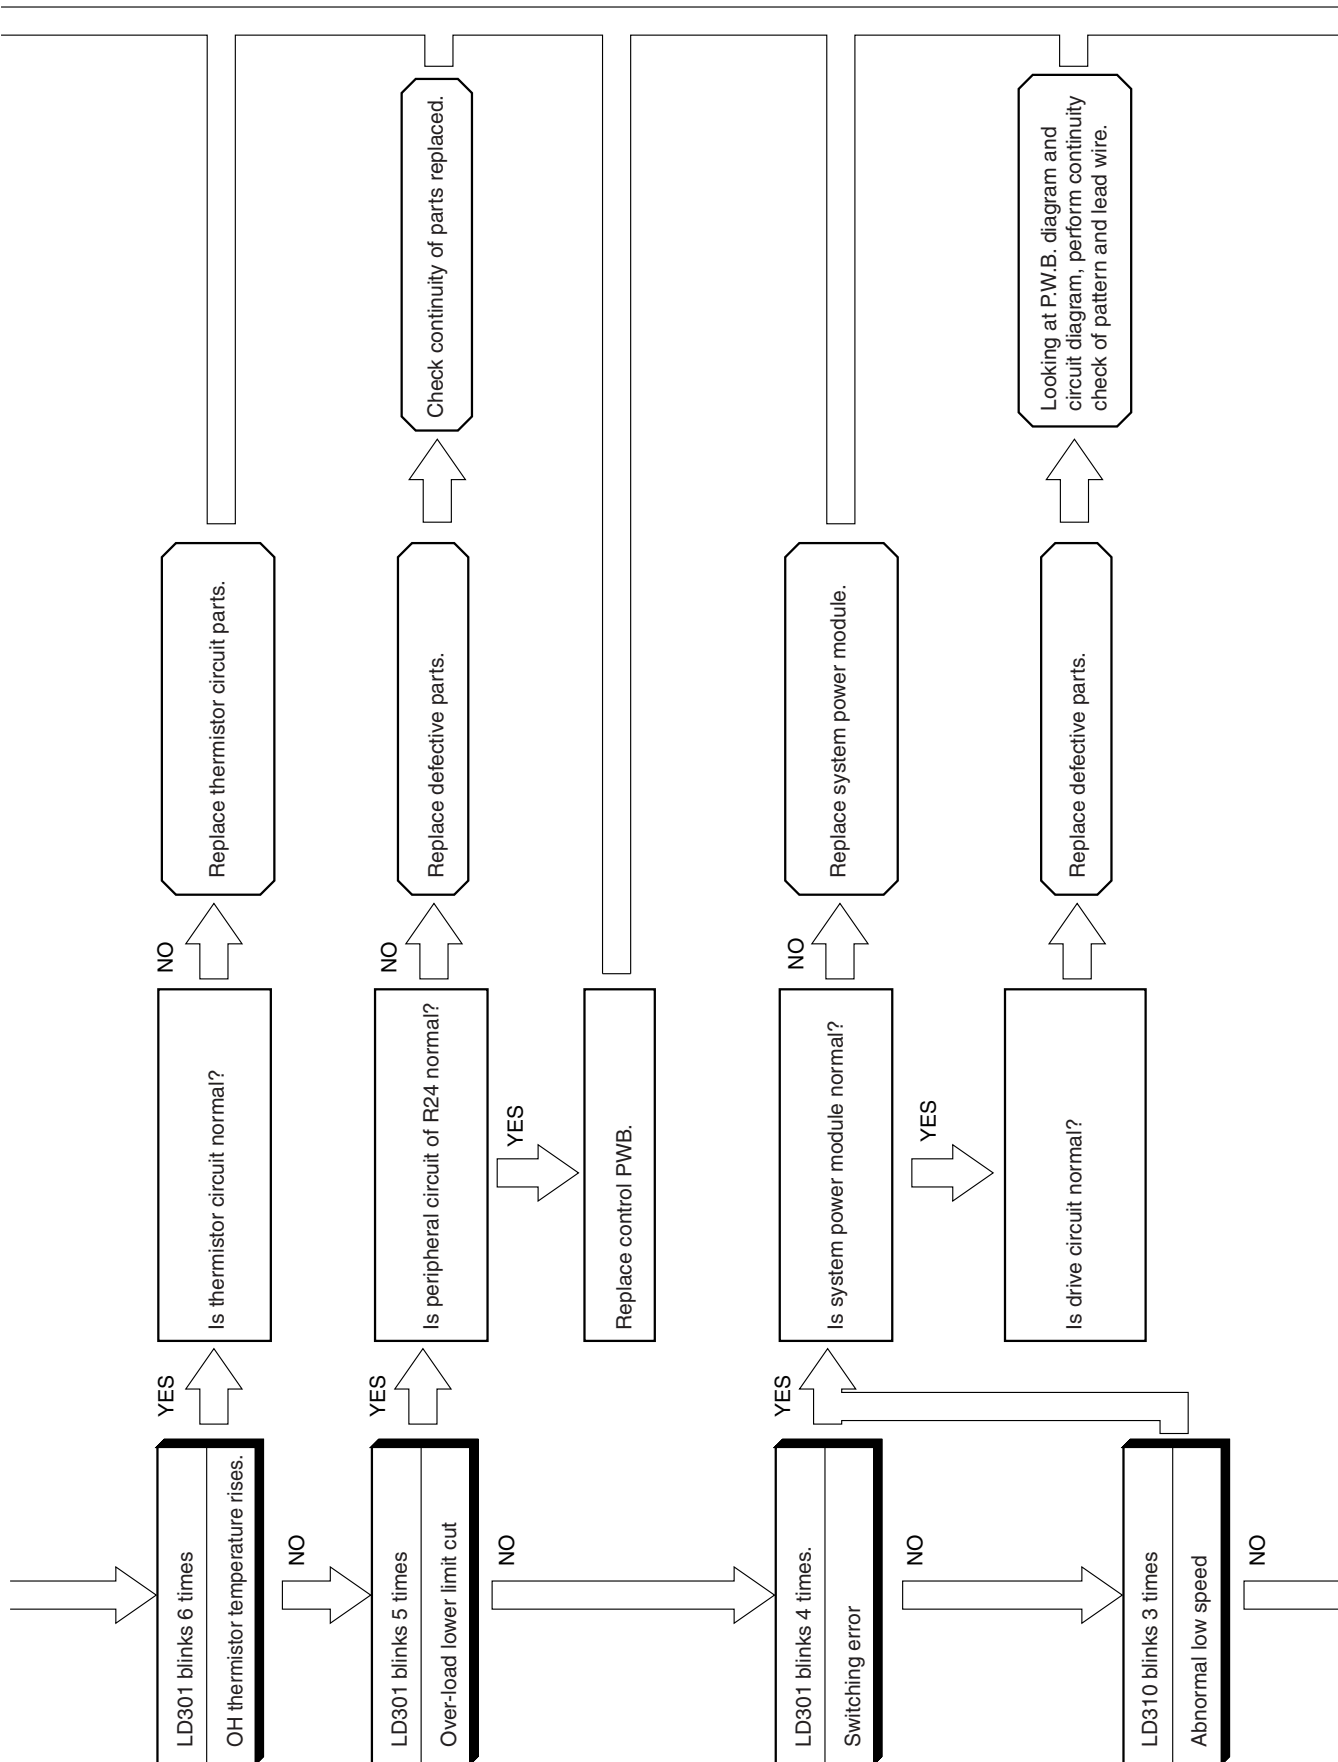 LD301 blinks 6 times
OH thermistor temperature rises.
YES
Is thermistor circuit normal?
NO
Replace thermistor circuit parts.
NO
LD301 blinks 5 times
Over-load lower limit cut
YES
Is peripheral circuit of R24 normal?
NO
Replace defective parts.
Check continuity of parts replaced.
YES
Replace control PWB.
NO
LD301 blinks 4 times.
Switching error
YES
Is system power module normal?
NO
Replace system power module.
YES
Is drive circuit normal?
Replace defective parts.
Looking at P.W.B. diagram and
circuit diagram, perform continuity
check of pattern and lead wire.
NO
LD310 blinks 3 times
Abnormal low speed
NO